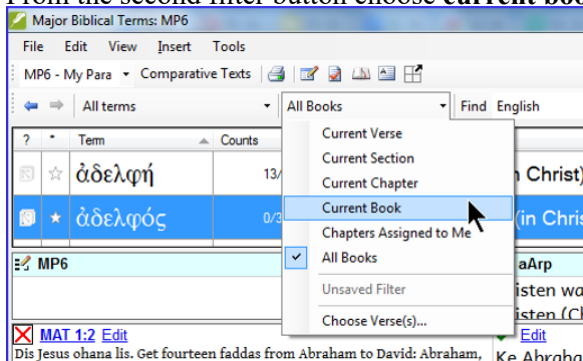 From the second filter button choose current boo
Major Biblical Terms: MP6
File Edit View Insert Tools
MP6 - My Para Comparative Texts
All terms All Books Find English
? * Term Counts
ἀδελφή 13/ n Christ)
ἀδελφός 0/3 (in Chris
Current Verse
Current Section
Current Chapter
Current Book
Chapters Assigned to Me
All Books
Unsaved Filter
Choose Verse(s)...
MP6 aArp
isten wa
isten (Ch
MAT 1:2 Edit Edit
Dis Jesus ohana lis. Get fourteen faddas from Abraham to David: Abraham, Ke Abraha